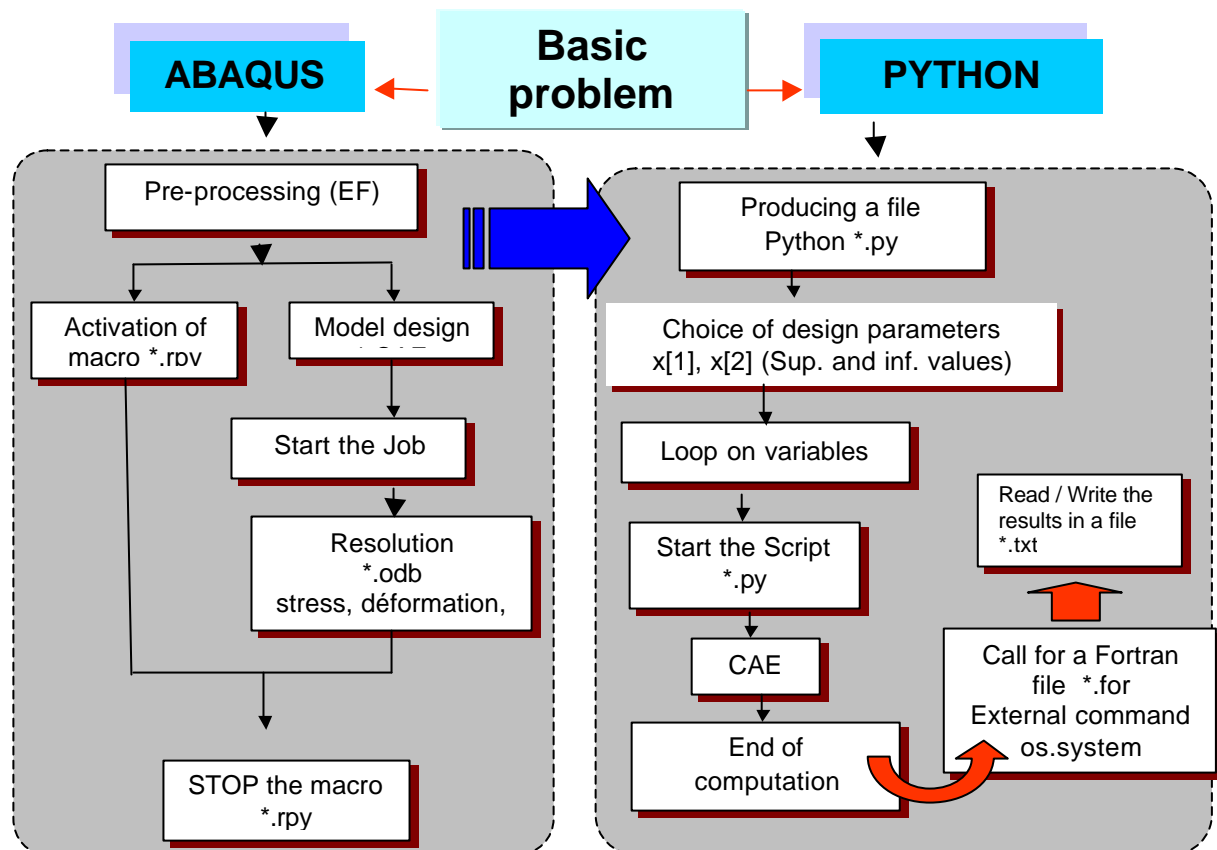 Basic
problem
ABAQUS
PYTHON
Pre-processing (EF)
Activation of
macro *.rpy
Model design
Start the Job
Resolution
*.odb
stress, déformation,
STOP the macro
*.rpy
Producing a file
Python *.py
Choice of design parameters
x[1], x[2] (Sup. and inf. values)
Loop on variables
Start the Script
*.py
CAE
End of
computation
Call for a Fortran
file *.for
External command
os.system
Read / Write the
results in a file
*.txt